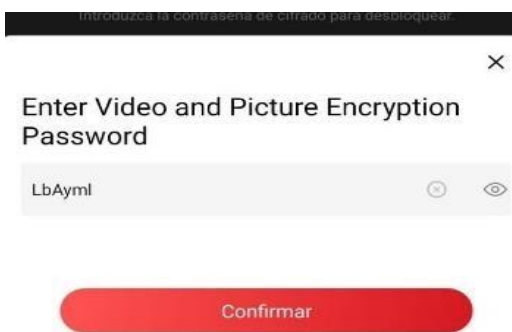 Introduzca la contraseña de cifrado para desbloquear.
Enter Video and Picture Encryption
Password
LbAyml
Confirmar